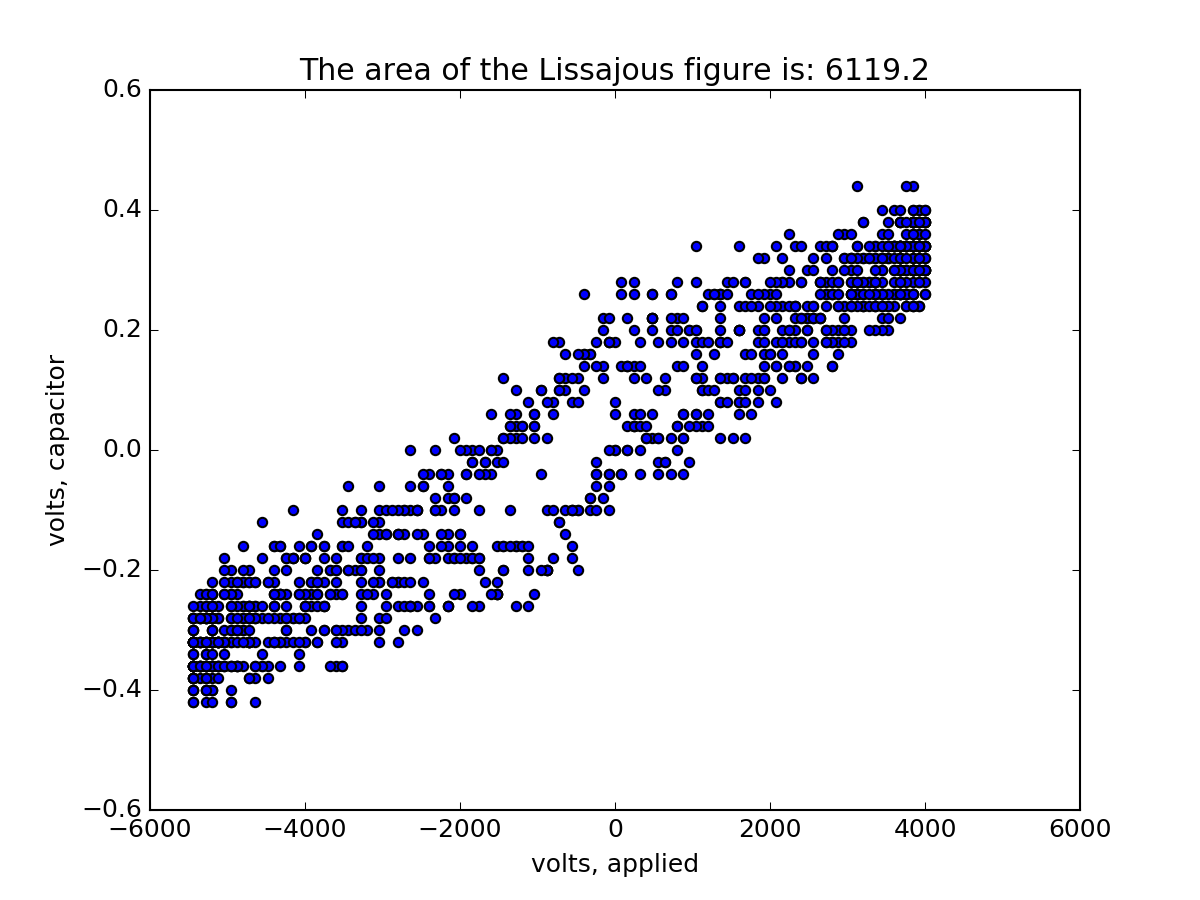 The area of the Lissajous figure is: 6119.2
0.6
0.4
0.2
0.0
−0.2
−0.4
−0.6
volts, capacitor
−6000 −4000 −2000 0 2000 4000 6000
volts, applied